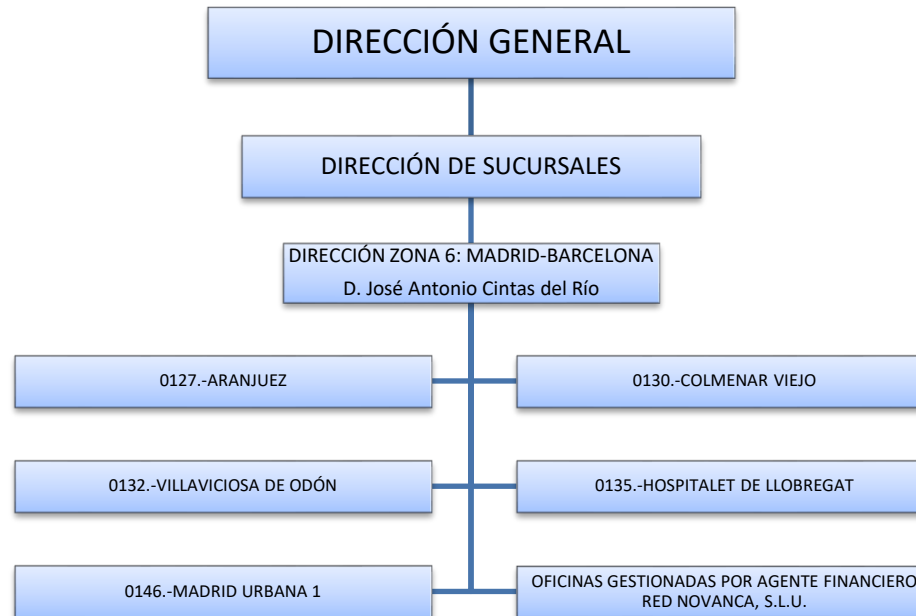 DIRECCIÓN GENERAL
DIRECCIÓN DE SUCURSALES
DIRECCIÓN ZONA 6: MADRID-BARCELONA
D. José Antonio Cintas del Río
0127.-ARANJUEZ
0130.-COLMENAR VIEJO
0132.-VILLAVICIOSA DE ODÓN
0135.-HOSPITALET DE LLOBREGAT
0146.-MADRID URBANA 1
OFICINAS GESTIONADAS POR AGENTE FINANCIERO
RED NOVANCA, S.L.U.